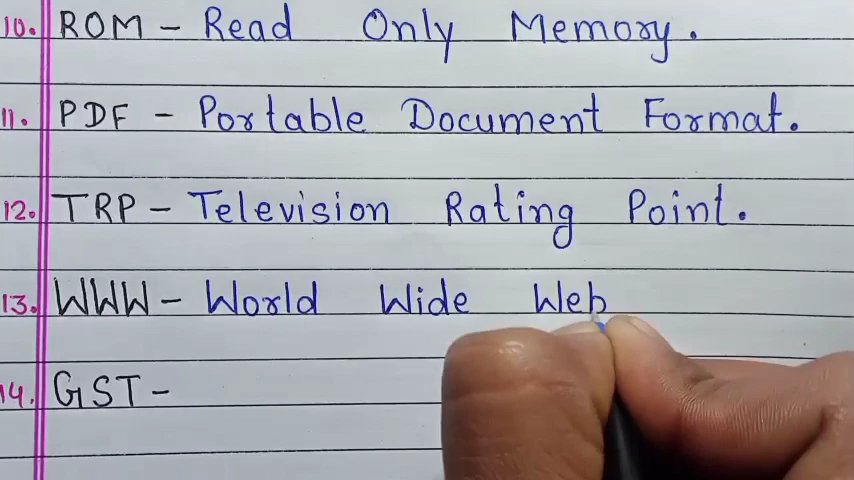 10. ROM - Read Only Memory.
11. PDF - Portable Document Format.
12. TRP - Television Rating Point.
13. WWW - World Wide Web
14. GST -